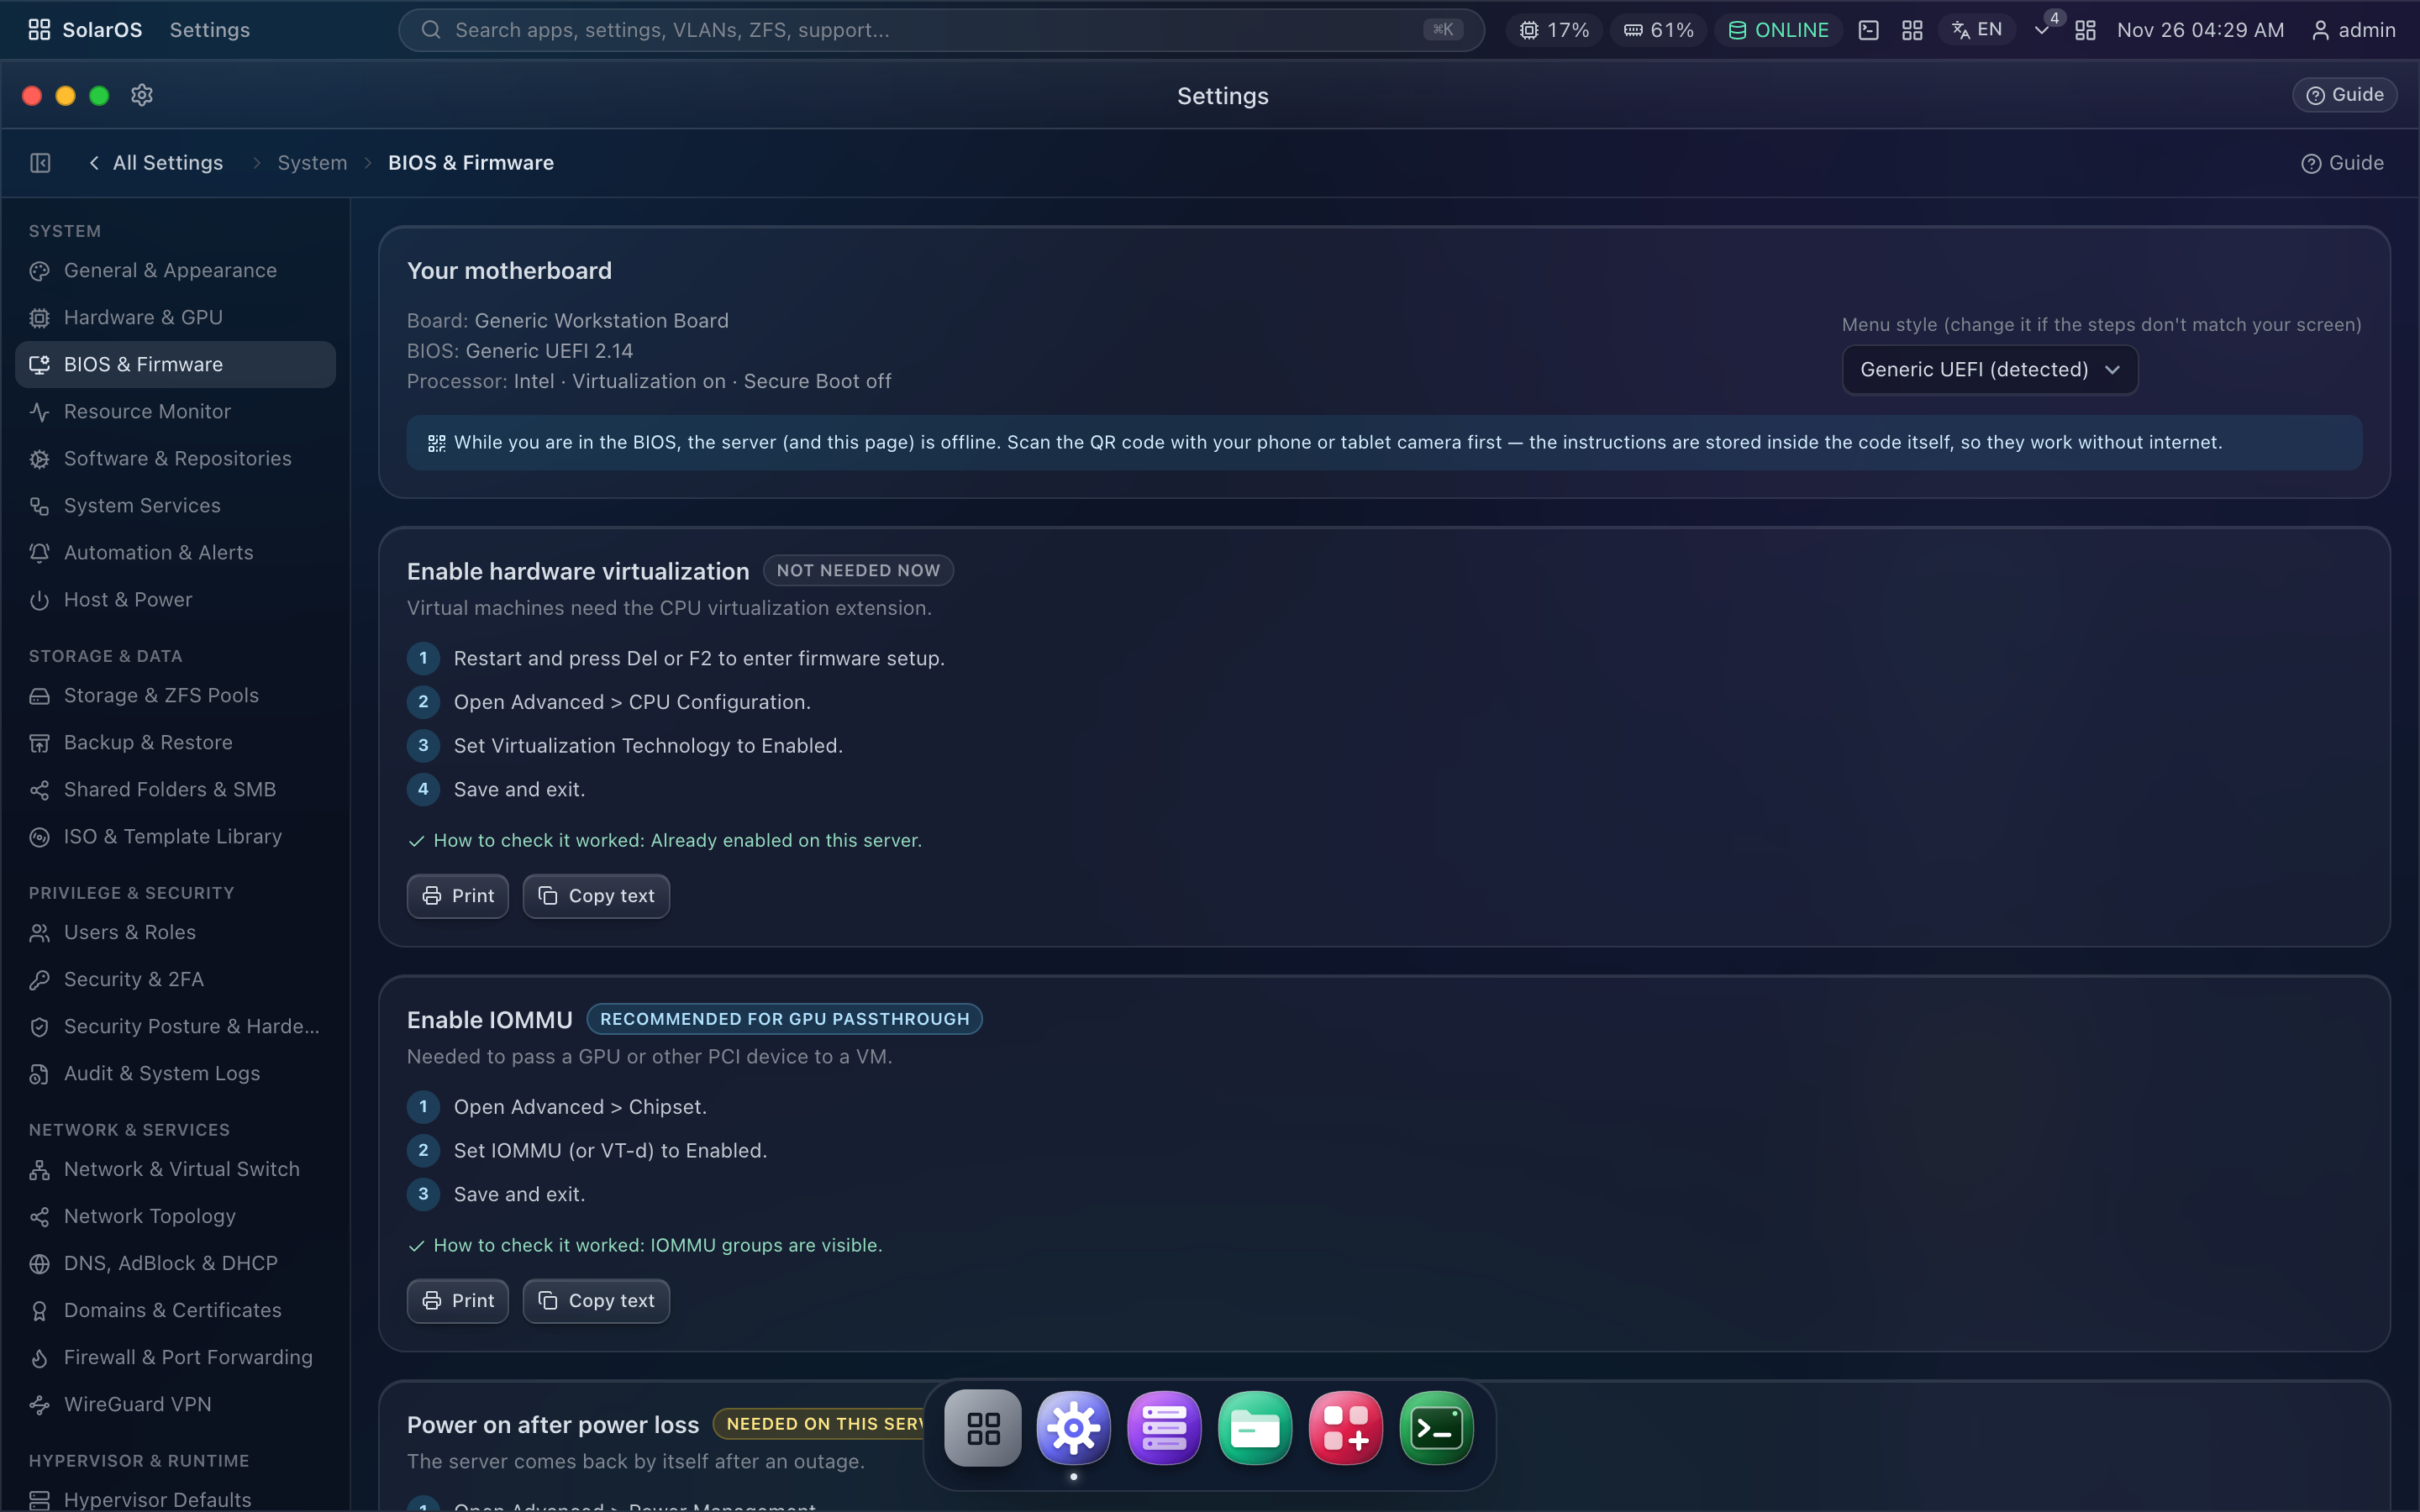 SolarOS Settings Search apps, settings, VLANs, ZFS, support... ⌘K 17% 61% ONLINE EN 4 Nov 26 04:29 AM admin
Settings
Guide
All Settings > System > BIOS & Firmware
Guide
SYSTEM
General & Appearance
Hardware & GPU
BIOS & Firmware
Resource Monitor
Software & Repositories
System Services
Automation & Alerts
Host & Power
STORAGE & DATA
Storage & ZFS Pools
Backup & Restore
Shared Folders & SMB
ISO & Template Library
PRIVILEGE & SECURITY
Users & Roles
Security & 2FA
Security Posture & Harde...
Audit & System Logs
NETWORK & SERVICES
Network & Virtual Switch
Network Topology
DNS, AdBlock & DHCP
Domains & Certificates
Firewall & Port Forwarding
WireGuard VPN
HYPERVISOR & RUNTIME
Hypervisor Defaults
Your motherboard
Board: Generic Workstation Board
BIOS: Generic UEFI 2.14
Processor: Intel · Virtualization on · Secure Boot off
Menu style (change it if the steps don't match your screen)
Generic UEFI (detected)
While you are in the BIOS, the server (and this page) is offline. Scan the QR code with your phone or tablet camera first — the instructions are stored inside the code itself, so they work without internet.
Enable hardware virtualization NOT NEEDED NOW
Virtual machines need the CPU virtualization extension.
1 Restart and press Del or F2 to enter firmware setup.
2 Open Advanced > CPU Configuration.
3 Set Virtualization Technology to Enabled.
4 Save and exit.
How to check it worked: Already enabled on this server.
Print Copy text
Enable IOMMU RECOMMENDED FOR GPU PASSTHROUGH
Needed to pass a GPU or other PCI device to a VM.
1 Open Advanced > Chipset.
2 Set IOMMU (or VT-d) to Enabled.
3 Save and exit.
How to check it worked: IOMMU groups are visible.
Print Copy text
Power on after power loss NEEDED ON THIS SERV
The server comes back by itself after an outage.
1 Open Advanced > Power Management